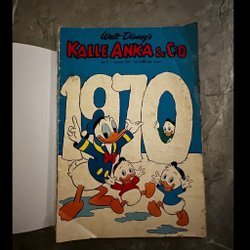 Walt Disney's
KALLE ANKA & C:O
1970